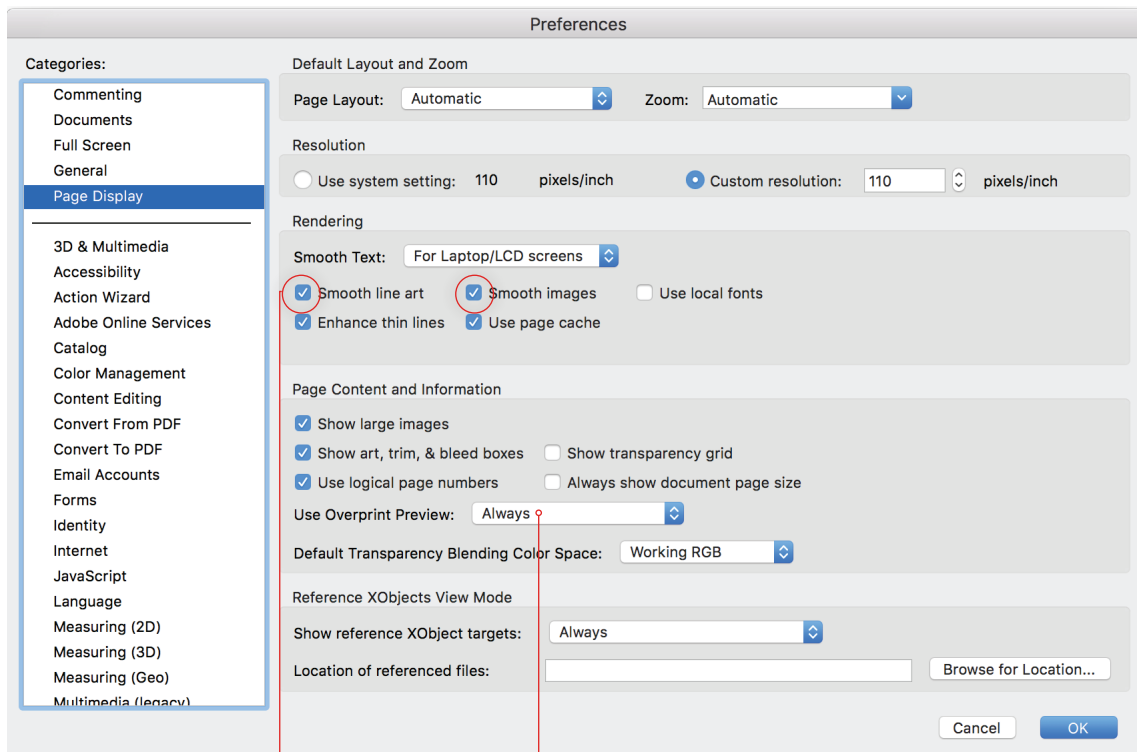 Preferences
Categories:
Commenting
Documents
Full Screen
General
Page Display
3D & Multimedia
Accessibility
Action Wizard
Adobe Online Services
Catalog
Color Management
Content Editing
Convert From PDF
Convert To PDF
Email Accounts
Forms
Identity
Internet
JavaScript
Language
Measuring (2D)
Measuring (3D)
Measuring (Geo)
Multimedia (legacy)
Default Layout and Zoom
Page Layout: Automatic Zoom: Automatic
Resolution
Use system setting: 110 pixels/inch Custom resolution: 110 pixels/inch
Rendering
Smooth Text: For Laptop/LCD screens
Smooth line art Smooth images Use local fonts
Enhance thin lines Use page cache
Page Content and Information
Show large images
Show art, trim, & bleed boxes Show transparency grid
Use logical page numbers Always show document page size
Use Overprint Preview: Always
Default Transparency Blending Color Space: Working RGB
Reference XObjects View Mode
Show reference XObject targets: Always
Location of referenced files: Browse for Location...
Cancel OK